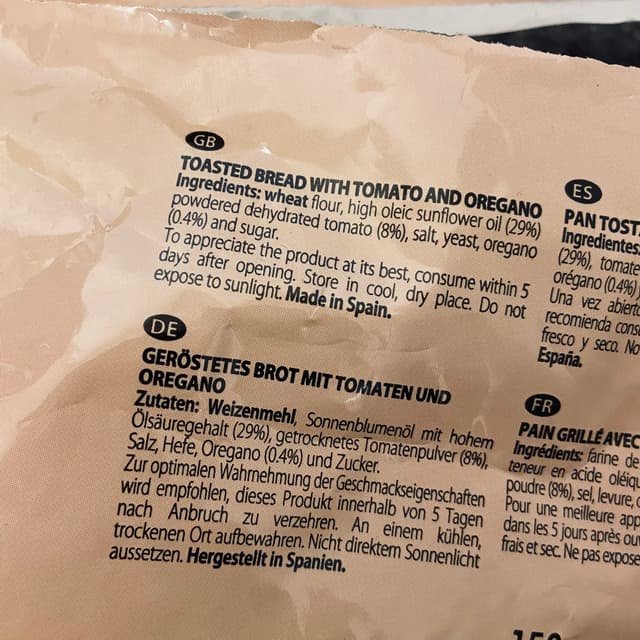 GB
TOASTED BREAD WITH TOMATO AND OREGANO
Ingredients: wheat flour, high oleic sunflower oil (29%)
powdered dehydrated tomato (8%), salt, yeast, oregano
(0.4%) and sugar.
To appreciate the product at its best, consume within 5
days after opening. Store in cool, dry place. Do not
expose to sunlight. Made in Spain.
DE
GERÖSTETES BROT MIT TOMATEN UND
OREGANO
Zutaten: Weizenmehl, Sonnenblumenöl mit hohem
Ölsäuregehalt (29%), getrocknetes Tomatenpulver (8%),
Salz, Hefe, Oregano (0.4%) und Zucker.
Zur optimalen Wahrnehmung der Geschmackseigenschaften
wird empfohlen, dieses Produkt innerhalb von 5 Tagen
nach Anbruch zu verzehren. An einem kühlen,
trockenen Ort aufbewahren. Nicht direktem Sonnenlicht
aussetzen. Hergestellt in Spanien.
ES
PAN TOST
Ingredientes:
(29%), tomat
orégano (0.4%)
Una vez abiert
recomienda cons
fresco y seco. No
España.
FR
PAIN GRILLÉ AVEC
Ingrédients: farine de
teneur en acide oléiq
poudre (8%), sel, levure,
Pour une meilleure app
dans les 5 jours après ou
frais et sec. Ne pas expose